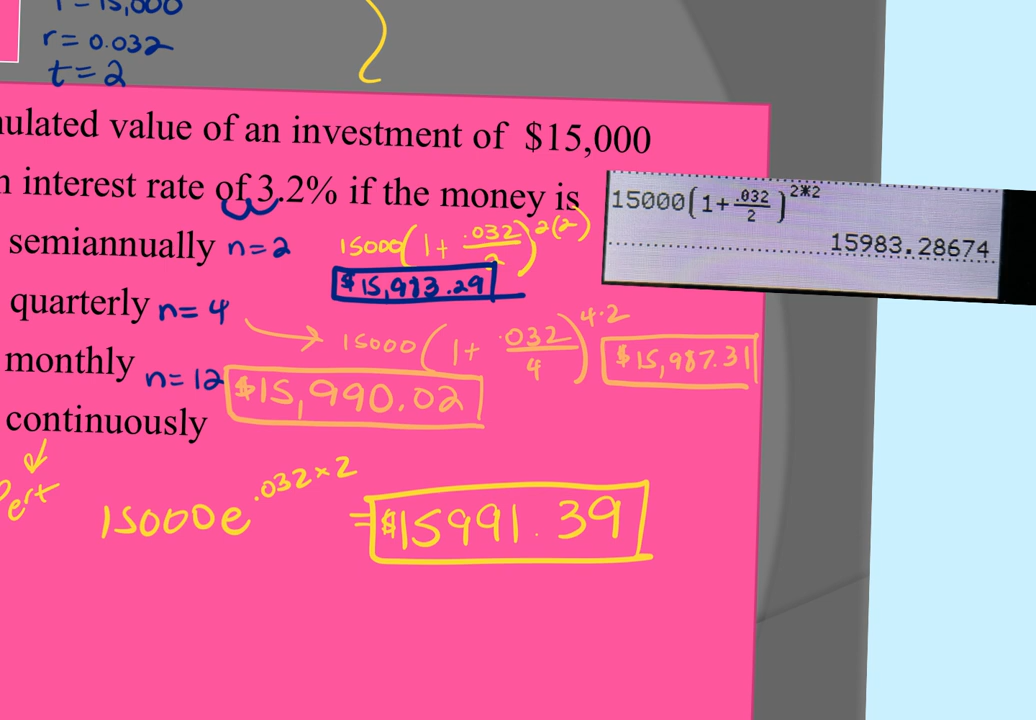 = 15,000
r = 0.032
t = 2
ulated value of an investment of $15,000
n interest rate of 3.2% if the money is
semiannually n=2
15000(1+ .032/2)^2(2)
$15,983.29
15000(1+.032/2)^2*2
15983.28674
quarterly n= 4
15000(1+ .032/4)^4·2 $15,987.31
monthly n= 12
$15,990.02
continuously
Pert 15000e^.032×2 = $15991.39